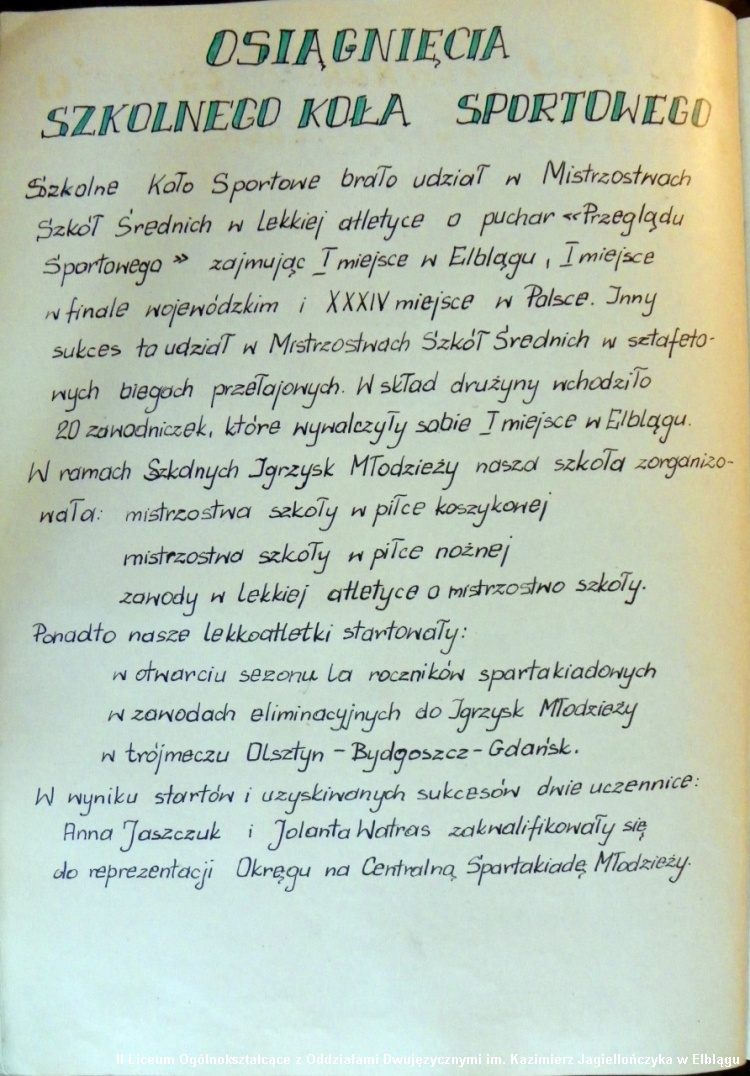 OSIĄGNIĘCIA
SZKOLNEGO KOŁA SPORTOWEGO
Szkolne Koło Sportowe brało udział w Mistrzostwach
Szkół Średnich w lekkiej atletyce o puchar «Przeglądu
Sportowego» zajmując I miejsce w Elblągu, I miejsce
w finale wojewódzkim i XXXIV miejsce w Polsce. Inny
sukces to udział w Mistrzostwach Szkół Średnich w sztafeto-
wych biegach przełajowych. W skład drużyny wchodziło
20 zawodniczek, które wywalczyły sobie I miejsce w Elblągu.
W ramach Szkolnych Igrzysk Młodzieży nasza szkoła zorganizo-
wała: mistrzostwa szkoły w piłce koszykowej
mistrzostwa szkoły w piłce nożnej
zawody w lekkiej atletyce o mistrzostwo szkoły.
Ponadto nasze lekkoatletki startowały:
w otwarciu sezonu la roczników spartakiadowych
w zawodach eliminacyjnych do Igrzysk Młodzieży
w trójmeczu Olsztyn - Bydgoszcz - Gdańsk.
W wyniku startów i uzyskiwanych sukcesów dwie uczennice:
Anna Jaszczuk i Jolanta Watras zakwalifikowały się
do reprezentacji Okręgu na Centralną Spartakiadę Młodzieży.
II Liceum Ogólnokształcące z Oddziałami Dwujęzycznymi im. Kazimierz Jagiellończyka w Elblągu